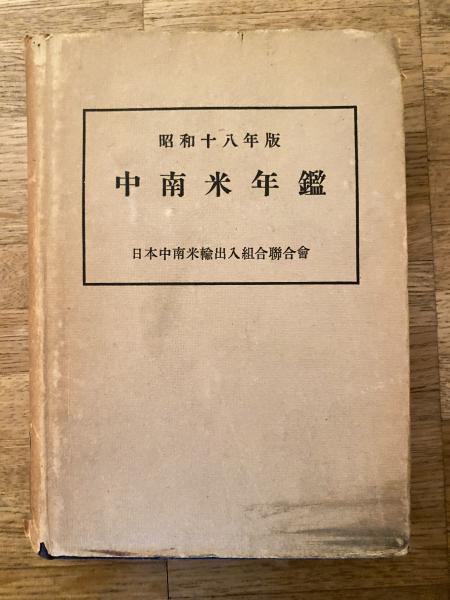 昭和十八年版
中南米年鑑
日本中南米輸出入組合聯合會